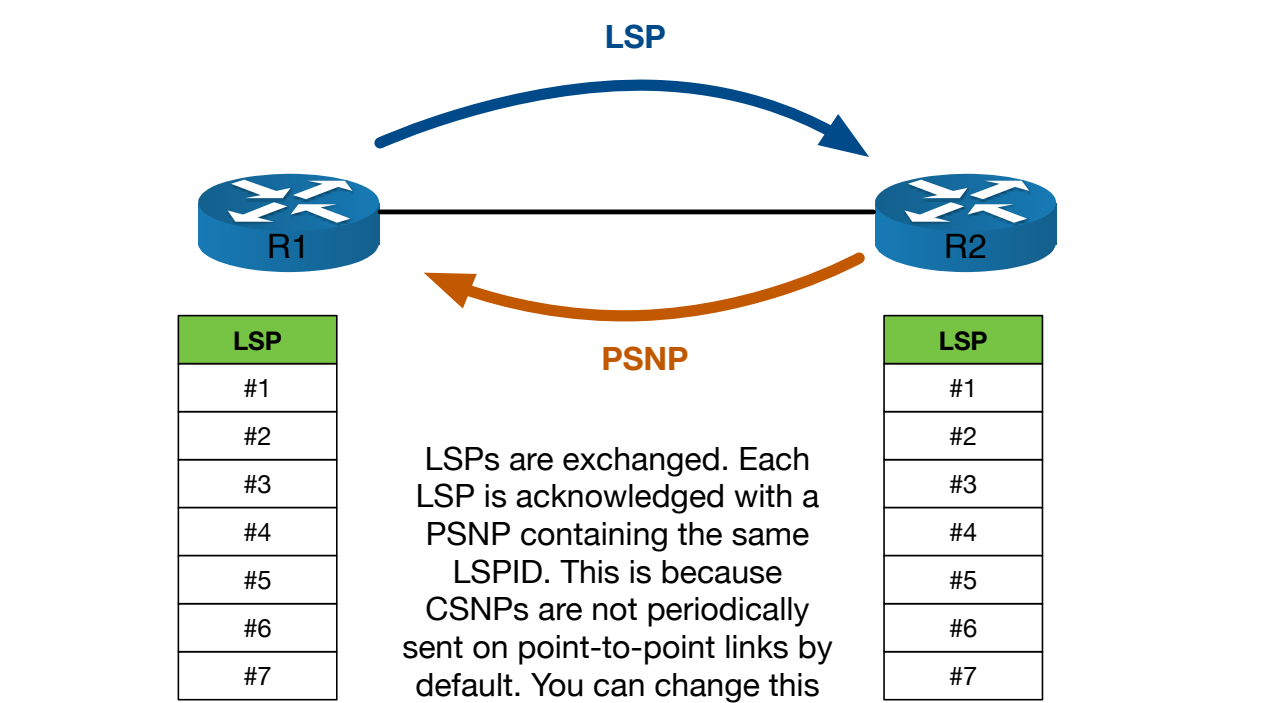 LSP
R1
R2
PSNP
LSP
#1
#2
#3
#4
#5
#6
#7
LSPs are exchanged. Each
LSP is acknowledged with a
PSNP containing the same
LSPID. This is because
CSNPs are not periodically
sent on point-to-point links by
default. You can change this
LSP
#1
#2
#3
#4
#5
#6
#7